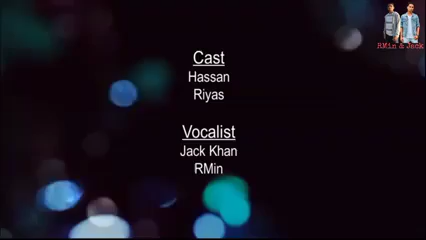 RMin & Jack
Cast
Hassan
Riyas
Vocalist
Jack Khan
RMin